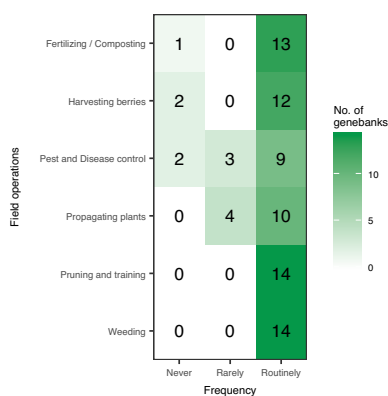 Fertilizing / Composting 1 0 13
Harvesting berries 2 0 12
Pest and Disease control 2 3 9
Propagating plants 0 4 10
Pruning and training 0 0 14
Weeding 0 0 14
Never Rarely Routinely
Frequency
Field operations
No. of
genebanks
10
5
0